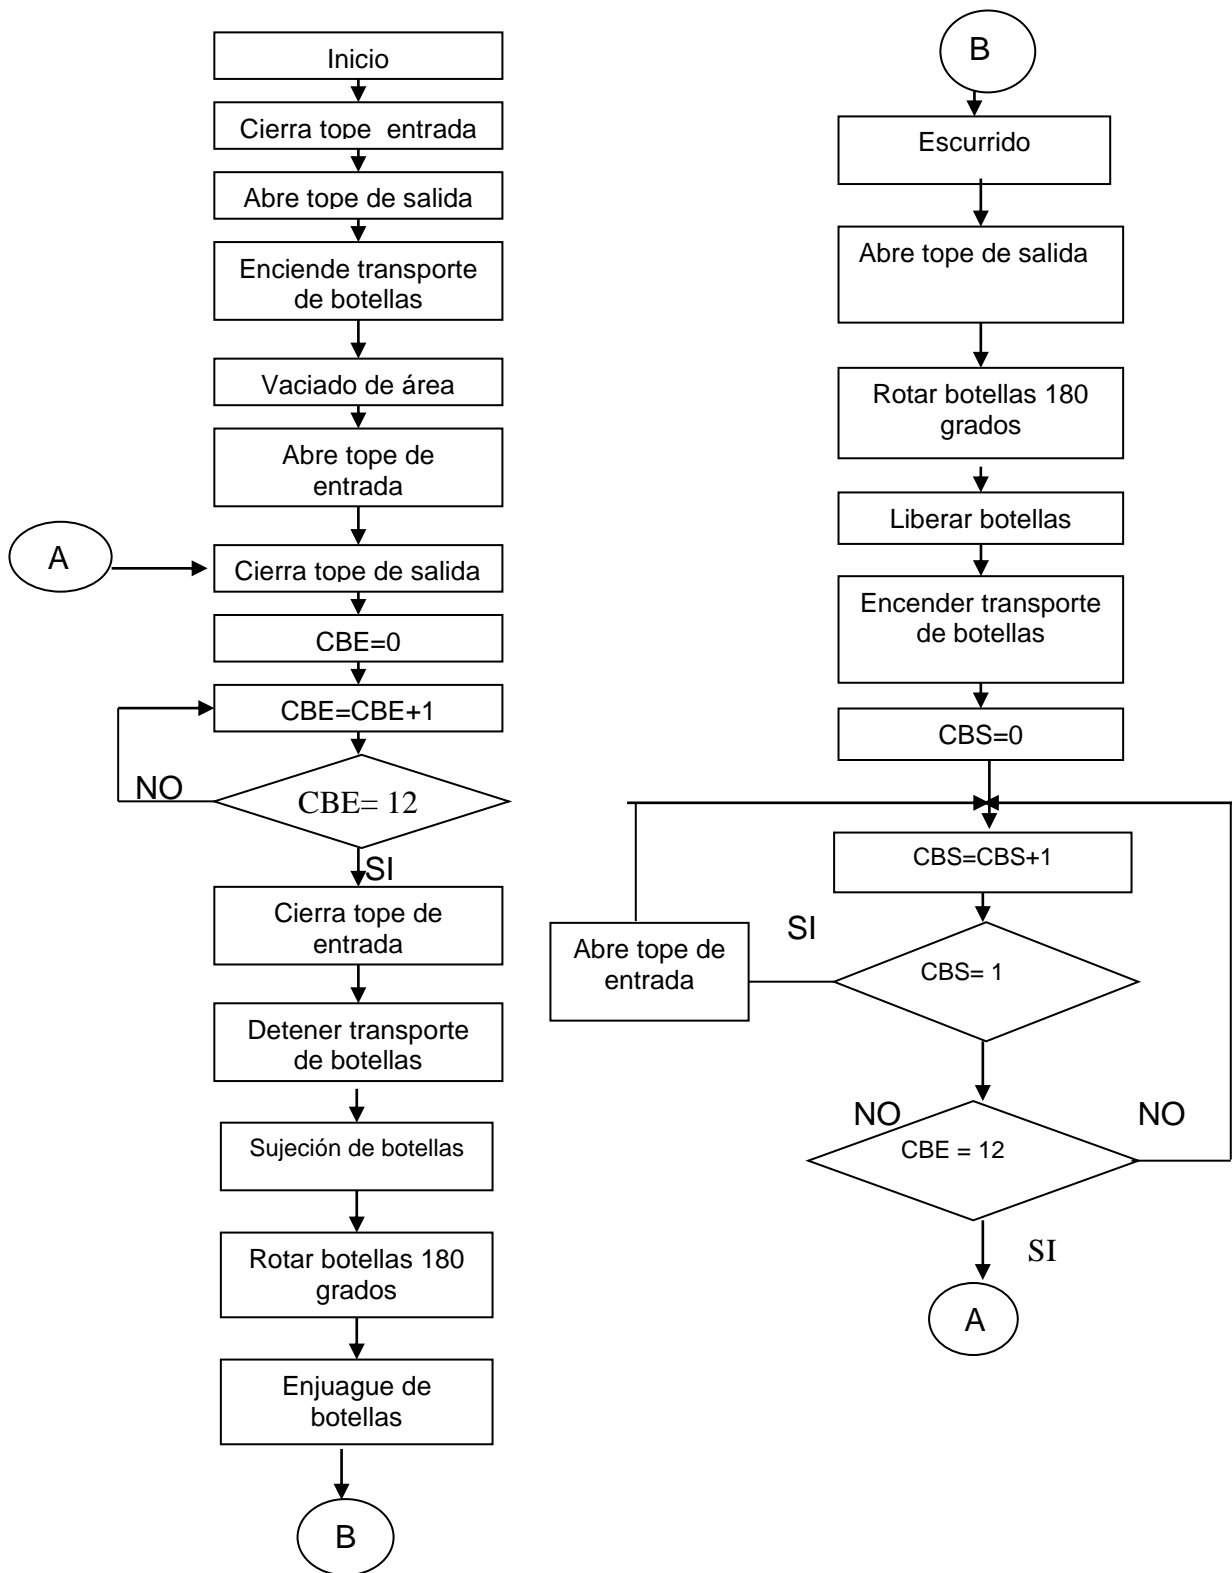 Inicio
Cierra tope entrada
Abre tope de salida
Enciende transporte
de botellas
Vaciado de área
Abre tope de
entrada
A
Cierra tope de salida
CBE=0
CBE=CBE+1
NO
CBE= 12
SI
Cierra tope de
entrada
Detener transporte
de botellas
Sujeción de botellas
Rotar botellas 180
grados
Enjuague de
botellas
B
B
Escurrido
Abre tope de salida
Rotar botellas 180
grados
Liberar botellas
Encender transporte
de botellas
CBS=0
CBS=CBS+1
SI
Abre tope de
entrada
CBS= 1
NO
NO
CBE = 12
SI
A